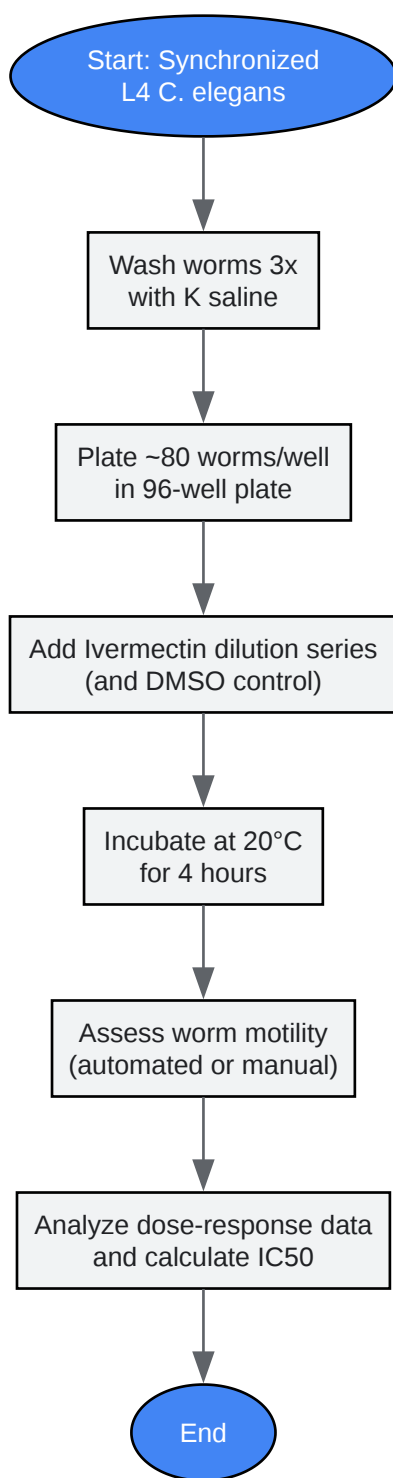 Start: Synchronized
L4 C. elegans
Wash worms 3x
with K saline
Plate ~80 worms/well
in 96-well plate
Add Ivermectin dilution series
(and DMSO control)
Incubate at 20°C
for 4 hours
Assess worm motility
(automated or manual)
Analyze dose-response data
and calculate IC50
End